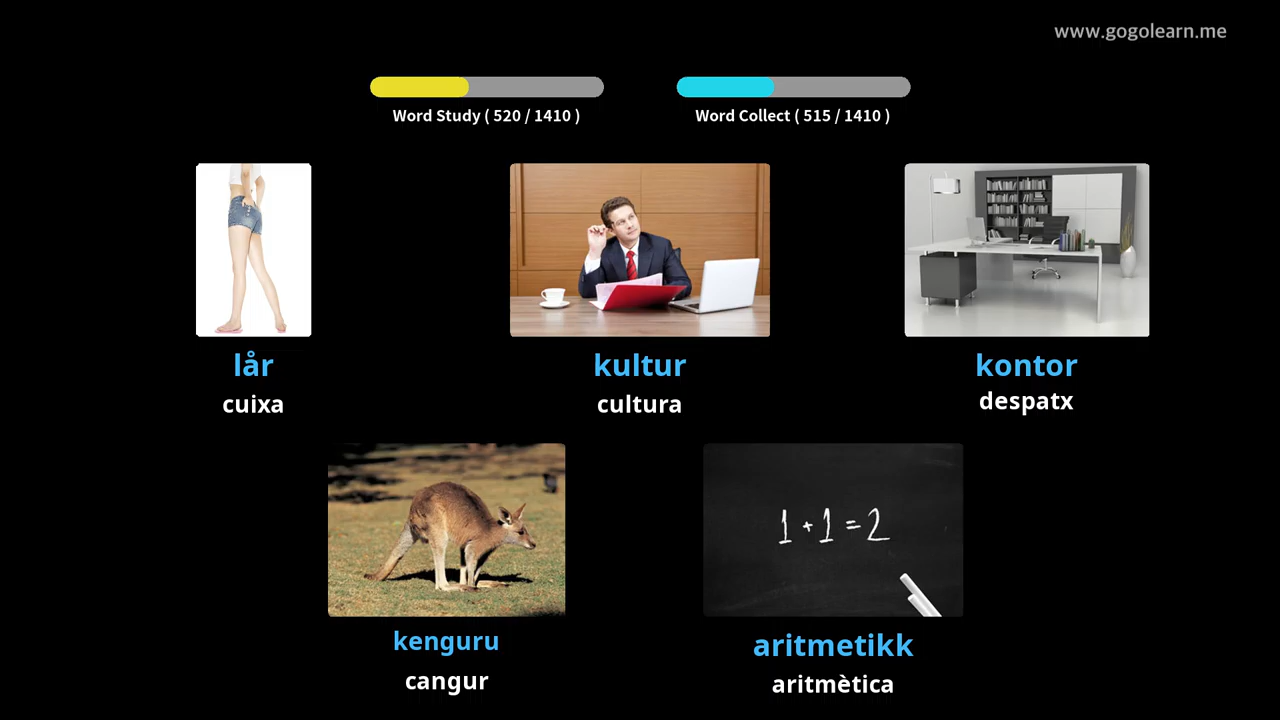 www.gogolearn.me
Word Study ( 520 / 1410 )
Word Collect ( 515 / 1410 )
lår
cuixa
kultur
cultura
kontor
despatx
kenguru
cangur
1 + 1 = 2
aritmetikk
aritmètica